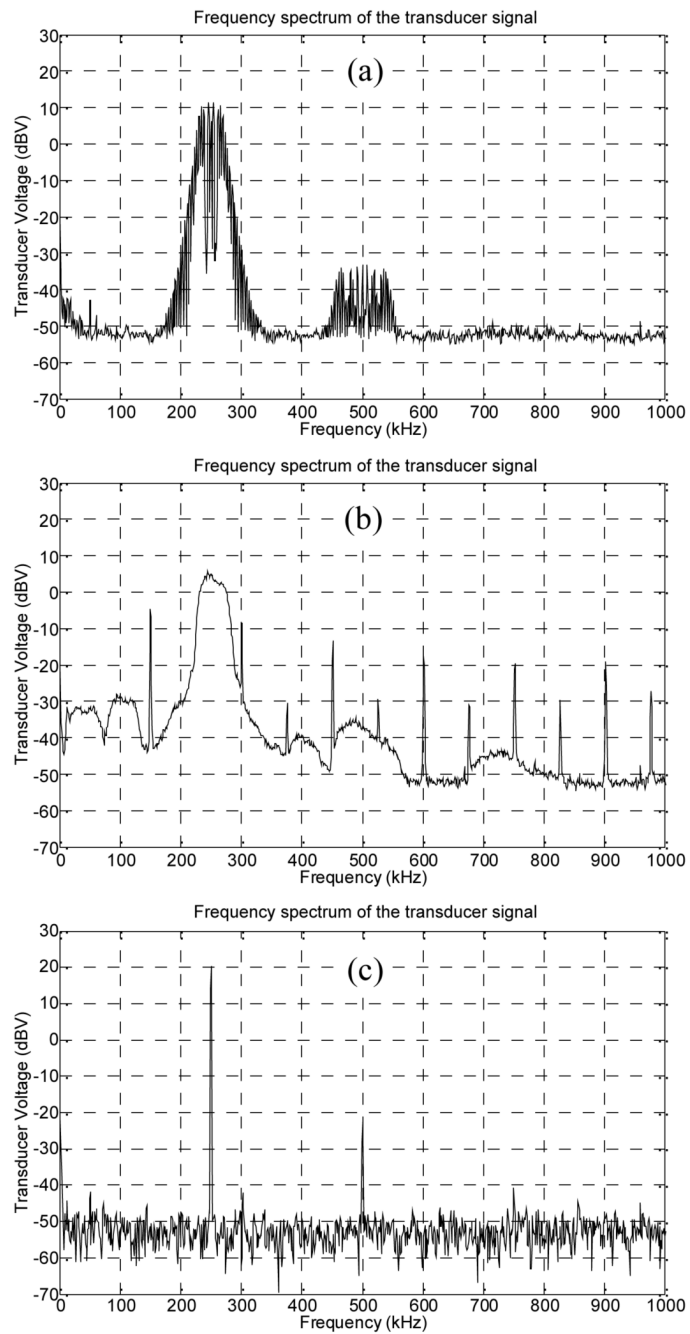 Frequency spectrum of the transducer signal
(a)
Transducer Voltage (dBV)
30
20
10
0
-10
-20
-30
-40
-50
-60
-70
0 100 200 300 400 500 600 700 800 900 1000
Frequency (kHz)
Frequency spectrum of the transducer signal
(b)
Transducer Voltage (dBV)
30
20
10
0
-10
-20
-30
-40
-50
-60
-70
0 100 200 300 400 500 600 700 800 900 1000
Frequency (kHz)
Frequency spectrum of the transducer signal
(c)
Transducer Voltage (dBV)
30
20
10
0
-10
-20
-30
-40
-50
-60
-70
0 100 200 300 400 500 600 700 800 900 1000
Frequency (kHz)